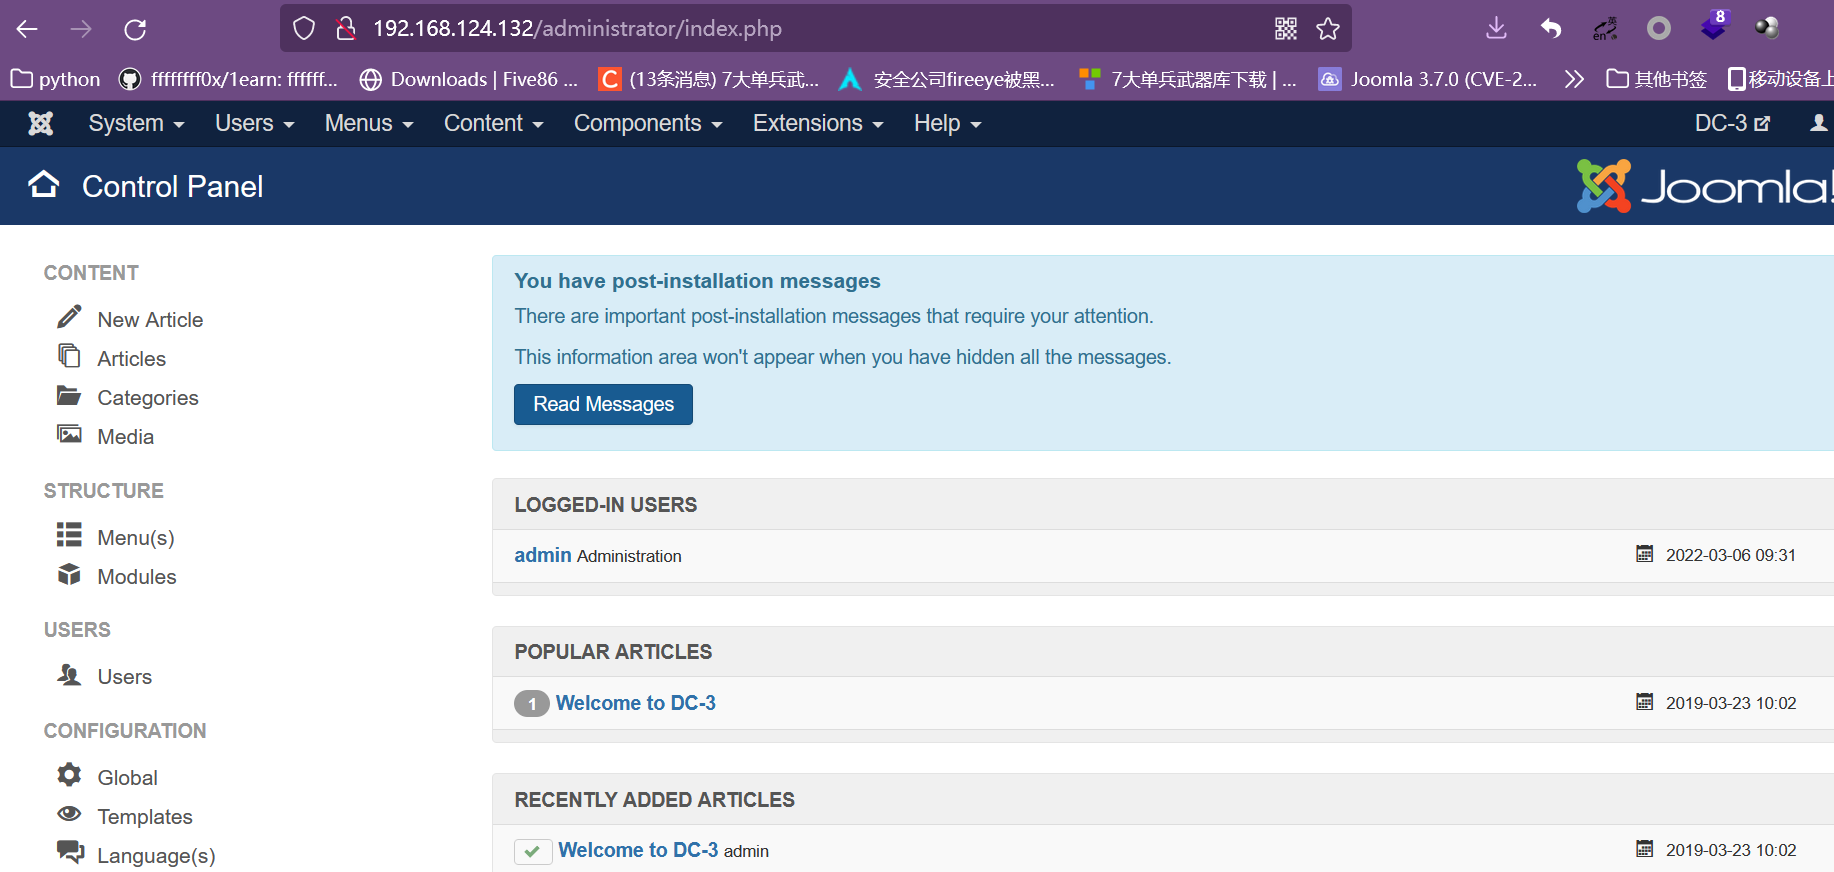 192.168.124.132/administrator/index.php
英
en
8
python
ffffffff0x/1earn: ffffff...
Downloads | Five86 ...
C
(13条消息) 7大单兵武...
安全公司fireeye被黑...
7大单兵武器库下载 | ...
Joomla 3.7.0 (CVE-2...
其他书签
移动设备上
System
Users
Menus
Content
Components
Extensions
Help
DC-3
Control Panel
Joomla!
CONTENT
New Article
Articles
Categories
Media
STRUCTURE
Menu(s)
Modules
USERS
Users
CONFIGURATION
Global
Templates
Language(s)
You have post-installation messages
There are important post-installation messages that require your attention.
This information area won't appear when you have hidden all the messages.
Read Messages
LOGGED-IN USERS
admin Administration
2022-03-06 09:31
POPULAR ARTICLES
1 Welcome to DC-3
2019-03-23 10:02
RECENTLY ADDED ARTICLES
Welcome to DC-3 admin
2019-03-23 10:02